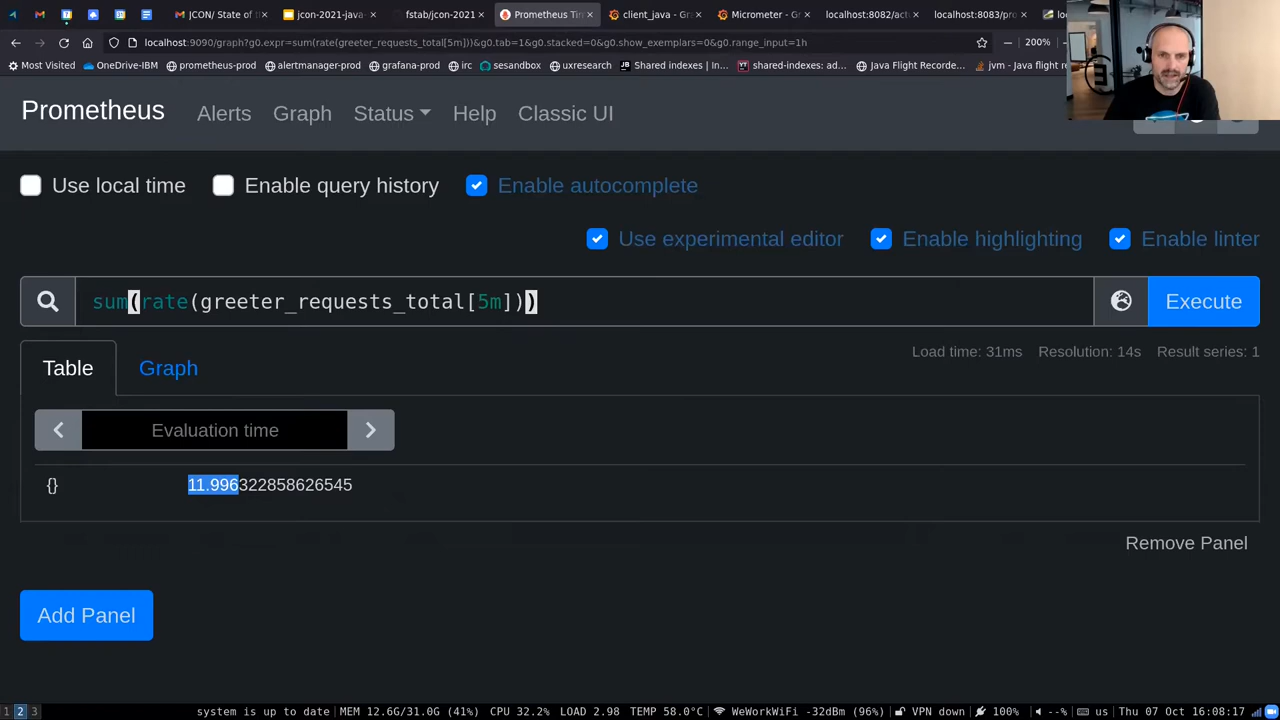 JCON/ State of t
jcon-2021-java-
fstab/jcon-2021
Prometheus Tim
client_java - Gra
Micrometer - Gr
localhost:8082/act
localhost:8083/pro
localhost:9090/graph?g0.expr=sum(rate(greeter_requests_total[5m]))&g0.tab=1&g0.stacked=0&g0.show_exemplars=0&g0.range_input=1h
200%
Most Visited
OneDrive-IBM
prometheus-prod
alertmanager-prod
grafana-prod
irc
sesandbox
uxresearch
Shared indexes | In...
shared-indexes: ad...
Java Flight Recorde...
jvm - Java flight r
Prometheus
Alerts
Graph
Status
Help
Classic UI
Use local time
Enable query history
Enable autocomplete
Use experimental editor
Enable highlighting
Enable linter
sum(rate(greeter_requests_total[5m]))
Execute
Table
Graph
Load time: 31ms
Resolution: 14s
Result series: 1
Evaluation time
{}
11.996322858626545
Remove Panel
Add Panel
1 2 3
system is up to date
MEM 12.6G/31.0G (41%)
CPU 32.2%
LOAD 2.98
TEMP 58.0°C
WeWorkWiFi -32dBm (96%)
VPN down
100%
--%
us
Thu 07 Oct 16:08:17